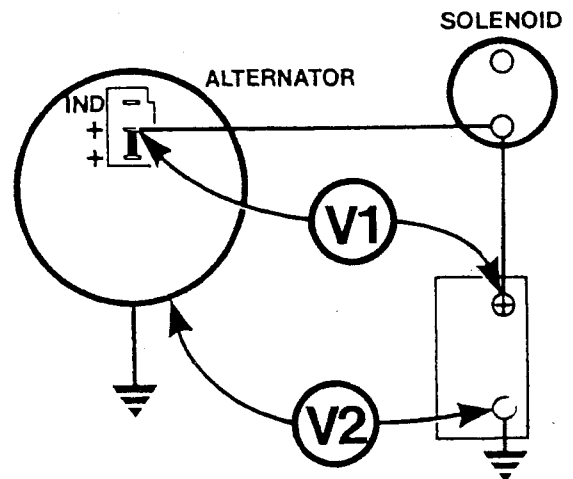 SOLENOID
ALTERNATOR
IND
+
+
V1
+
V2